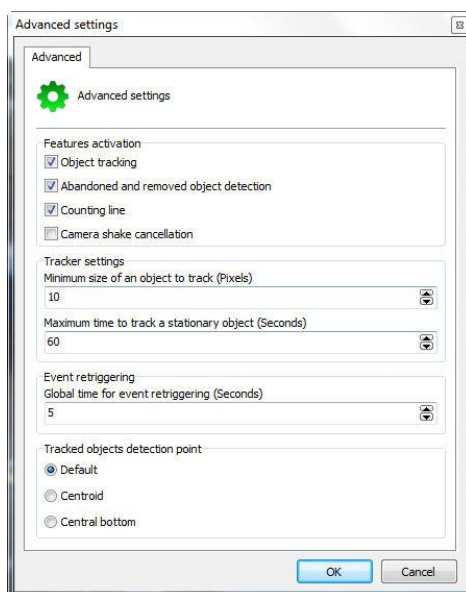 Advanced settings
Advanced
Advanced settings
Features activation
Object tracking
Abandoned and removed object detection
Counting line
Camera shake cancellation
Tracker settings
Minimum size of an object to track (Pixels)
10
Maximum time to track a stationary object (Seconds)
60
Event retriggering
Global time for event retriggering (Seconds)
5
Tracked objects detection point
Default
Centroid
Central bottom
OK Cancel